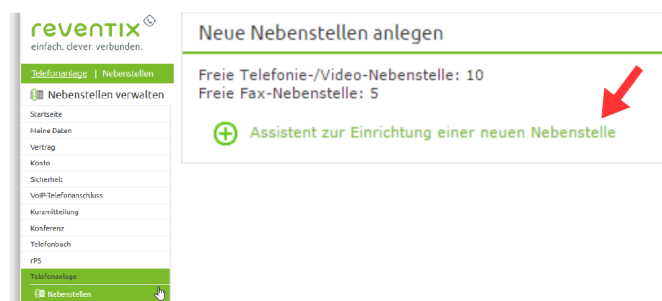 reventix
einfach. clever. verbunden.
Telefonanlage | Nebenstellen
Nebenstellen verwalten
Startseite
Meine Daten
Vertrag
Konto
Sicherheit
VoIP-Telefonanschluss
Kurzmitteilung
Konferenz
Telefonbuch
rPS
Telefonanlage
Nebenstellen
Neue Nebenstellen anlegen
Freie Telefonie-/Video-Nebenstelle: 10
Freie Fax-Nebenstelle: 5
Assistent zur Einrichtung einer neuen Nebenstelle